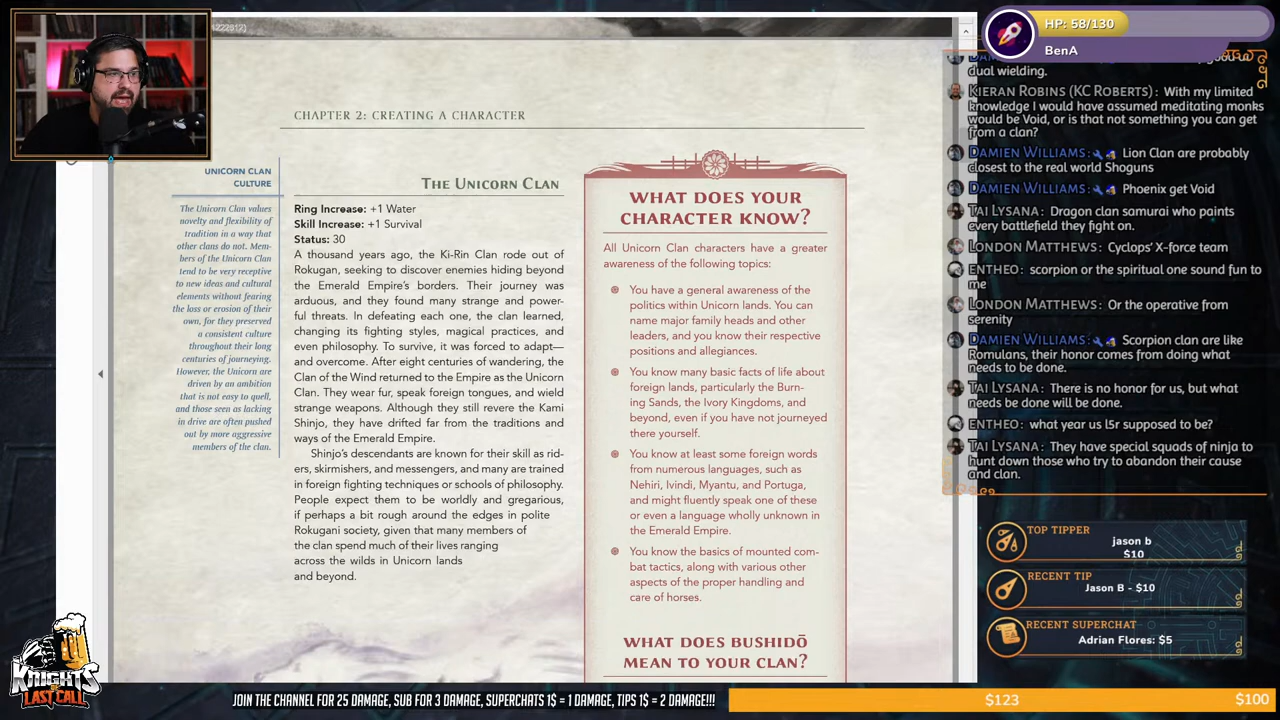 1222812)
CHAPTER 2: CREATING A CHARACTER
UNICORN CLAN
CULTURE
The Unicorn Clan values
novelty and flexibility of
tradition in a way that
other clans do not. Mem-
bers of the Unicorn Clan
tend to be very receptive
to new ideas and cultural
elements without fearing
the loss or erosion of their
own, for they preserved
a consistent culture
throughout their long
centuries of journeying.
However, the Unicorn are
driven by an ambition
that is not easy to quell,
and those seen as lacking
in drive are often pushed
out by more aggressive
members of the clan.
THE UNICORN CLAN
Ring Increase: +1 Water
Skill Increase: +1 Survival
Status: 30
A thousand years ago, the Ki-Rin Clan rode out of
Rokugan, seeking to discover enemies hiding beyond
the Emerald Empire's borders. Their journey was
arduous, and they found many strange and power-
ful threats. In defeating each one, the clan learned,
changing its fighting styles, magical practices, and
even philosophy. To survive, it was forced to adapt—
and overcome. After eight centuries of wandering, the
Clan of the Wind returned to the Empire as the Unicorn
Clan. They wear fur, speak foreign tongues, and wield
strange weapons. Although they still revere the Kami
Shinjo, they have drifted far from the traditions and
ways of the Emerald Empire.
Shinjo's descendants are known for their skill as rid-
ers, skirmishers, and messengers, and many are trained
in foreign fighting techniques or schools of philosophy.
People expect them to be worldly and gregarious,
if perhaps a bit rough around the edges in polite
Rokugani society, given that many members of
the clan spend much of their lives ranging
across the wilds in Unicorn lands
and beyond.
WHAT DOES YOUR
CHARACTER KNOW?
All Unicorn Clan characters have a greater
awareness of the following topics:
You have a general awareness of the
politics within Unicorn lands. You can
name major family heads and other
leaders, and you know their respective
positions and allegiances.
You know many basic facts of life about
foreign lands, particularly the Burn-
ing Sands, the Ivory Kingdoms, and
beyond, even if you have not journeyed
there yourself.
You know at least some foreign words
from numerous languages, such as
Nehiri, Ivindi, Myantu, and Portuga,
and might fluently speak one of these
or even a language wholly unknown in
the Emerald Empire.
You know the basics of mounted com-
bat tactics, along with various other
aspects of the proper handling and
care of horses.
WHAT DOES BUSHIDŌ
MEAN TO YOUR CLAN?
HP: 58/130
BenA
dual wielding.
KIERAN ROBINS (KC ROBERTS): With my limited
knowledge I would have assumed meditating monks
would be Void, or is that not something you can get
from a clan?
DAMIEN WILLIAMS: Lion Clan are probably
closest to the real world Shoguns
DAMIEN WILLIAMS: Phoenix get Void
TAI LYSANA: Dragon clan samurai who paints
every battlefield they fight on.
LONDON MATTHEWS: Cyclops' X-force team
ENTHEO: scorpion or the spiritual one sound fun to
me
LONDON MATTHEWS: Or the operative from
serenity
DAMIEN WILLIAMS: Scorpion clan are like
Romulans, their honor comes from doing what
needs to be done.
TAI LYSANA: There is no honor for us, but what
needs be done will be done.
ENTHEO: what year us l5r supposed to be?
TAI LYSANA: They have special squads of ninja to
hunt down those who try to abandon their cause
and clan.
TOP TIPPER
jason b
$10
RECENT TIP
Jason B - $10
RECENT SUPERCHAT
Adrian Flores: $5
KNIGHTS
OF
LAST CALL
JOIN THE CHANNEL FOR 25 DAMAGE, SUB FOR 3 DAMAGE, SUPERCHATS 1$ = 1 DAMAGE, TIPS 1$ = 2 DAMAGE!!!
$123
$100